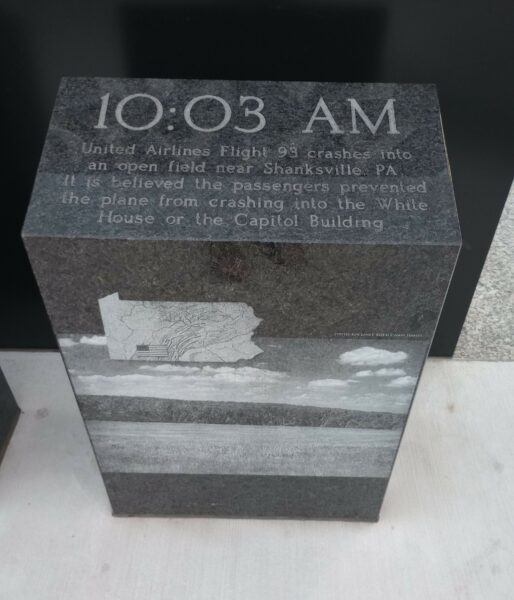 10:03 AM
United Airlines Flight 93 crashes into
an open field near Shanksville, PA
It is believed the passengers prevented
the plane from crashing into the White
House or the Capitol Building